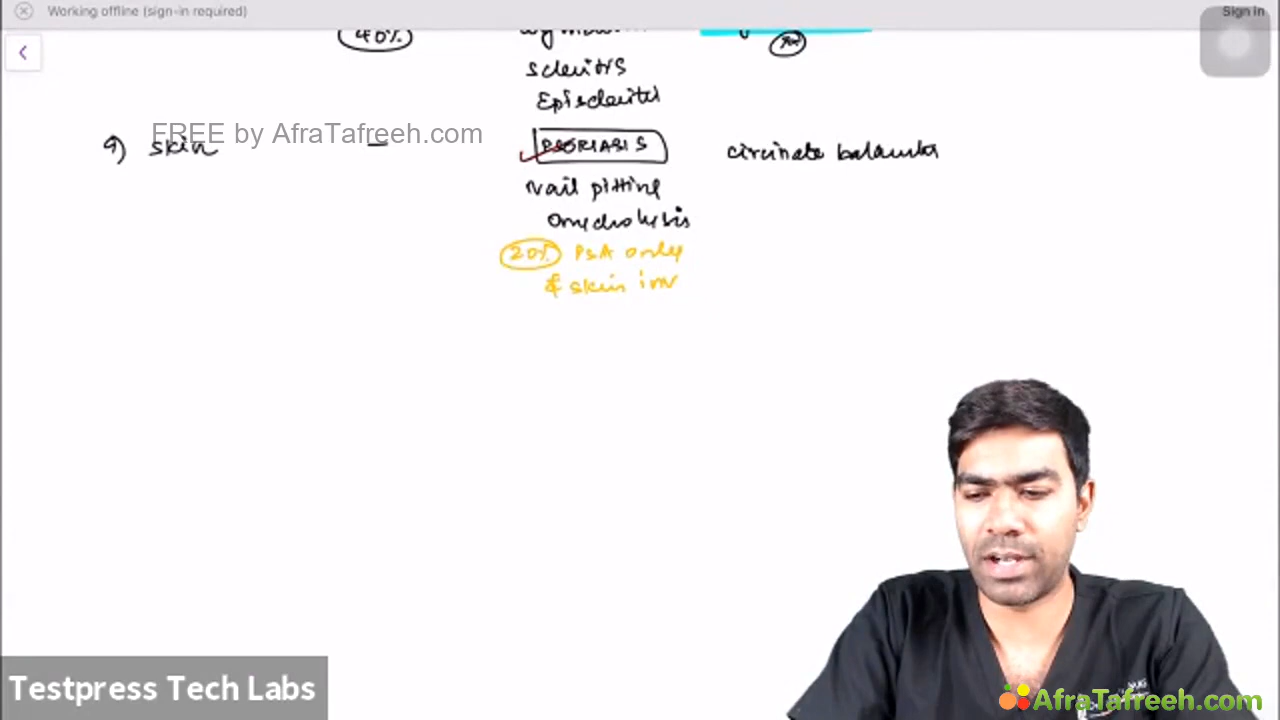 Working offline (sign-in required)
Sign in
40%
scleritis
Episcleritis
FREE by AfraTafreeh.com
9) skin – PSORIASIS circinate balanitis
Nail pitting
onycholysis
20% PsA only
skin inv
Testpress Tech Labs
AfraTafreeh.com